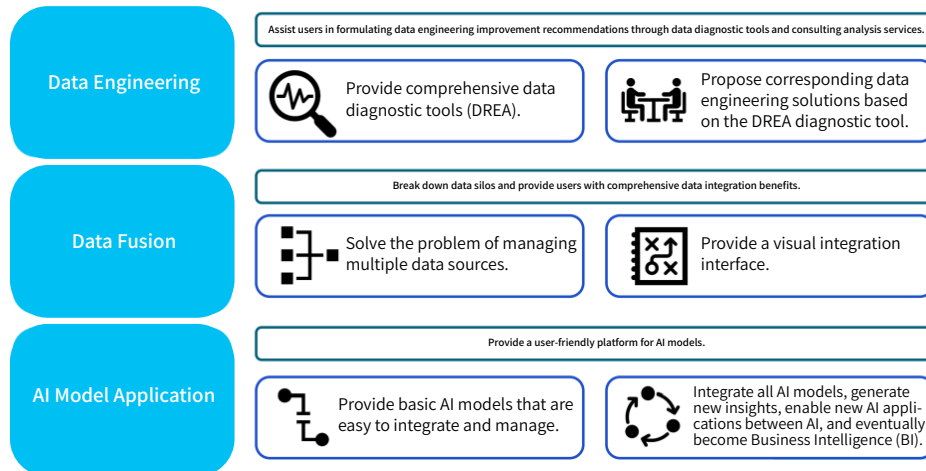 Data Engineering
Assist users in formulating data engineering improvement recommendations through data diagnostic tools and consulting analysis services.
Provide comprehensive data
diagnostic tools (DREA).
Propose corresponding data
engineering solutions based
on the DREA diagnostic tool.
Data Fusion
Break down data silos and provide users with comprehensive data integration benefits.
Solve the problem of managing
multiple data sources.
Provide a visual integration
interface.
AI Model Application
Provide a user-friendly platform for AI models.
Provide basic AI models that are
easy to integrate and manage.
Integrate all AI models, generate
new insights, enable new AI appli-
cations between AI, and eventually
become Business Intelligence (BI).